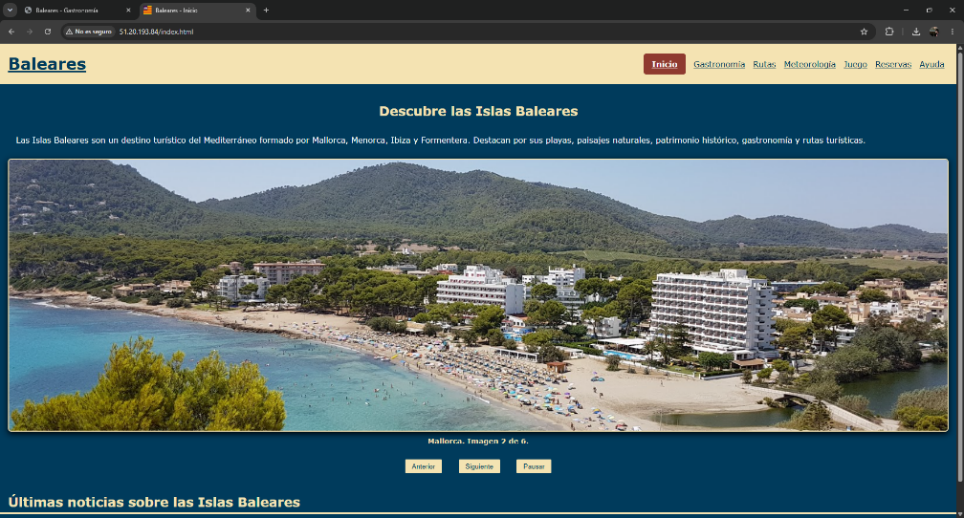 Baleares - Gastronomía
Baleares - Inicio
No es seguro 51.20.193.84/index.html
Baleares
Inicio Gastronomía Rutas Meteorología Juego Reservas Ayuda
Descubre las Islas Baleares
Las Islas Baleares son un destino turístico del Mediterráneo formado por Mallorca, Menorca, Ibiza y Formentera. Destacan por sus playas, paisajes naturales, patrimonio histórico, gastronomía y rutas turísticas.
Mallorca. Imagen 2 de 6.
Anterior Siguiente Pausar
Últimas noticias sobre las Islas Baleares